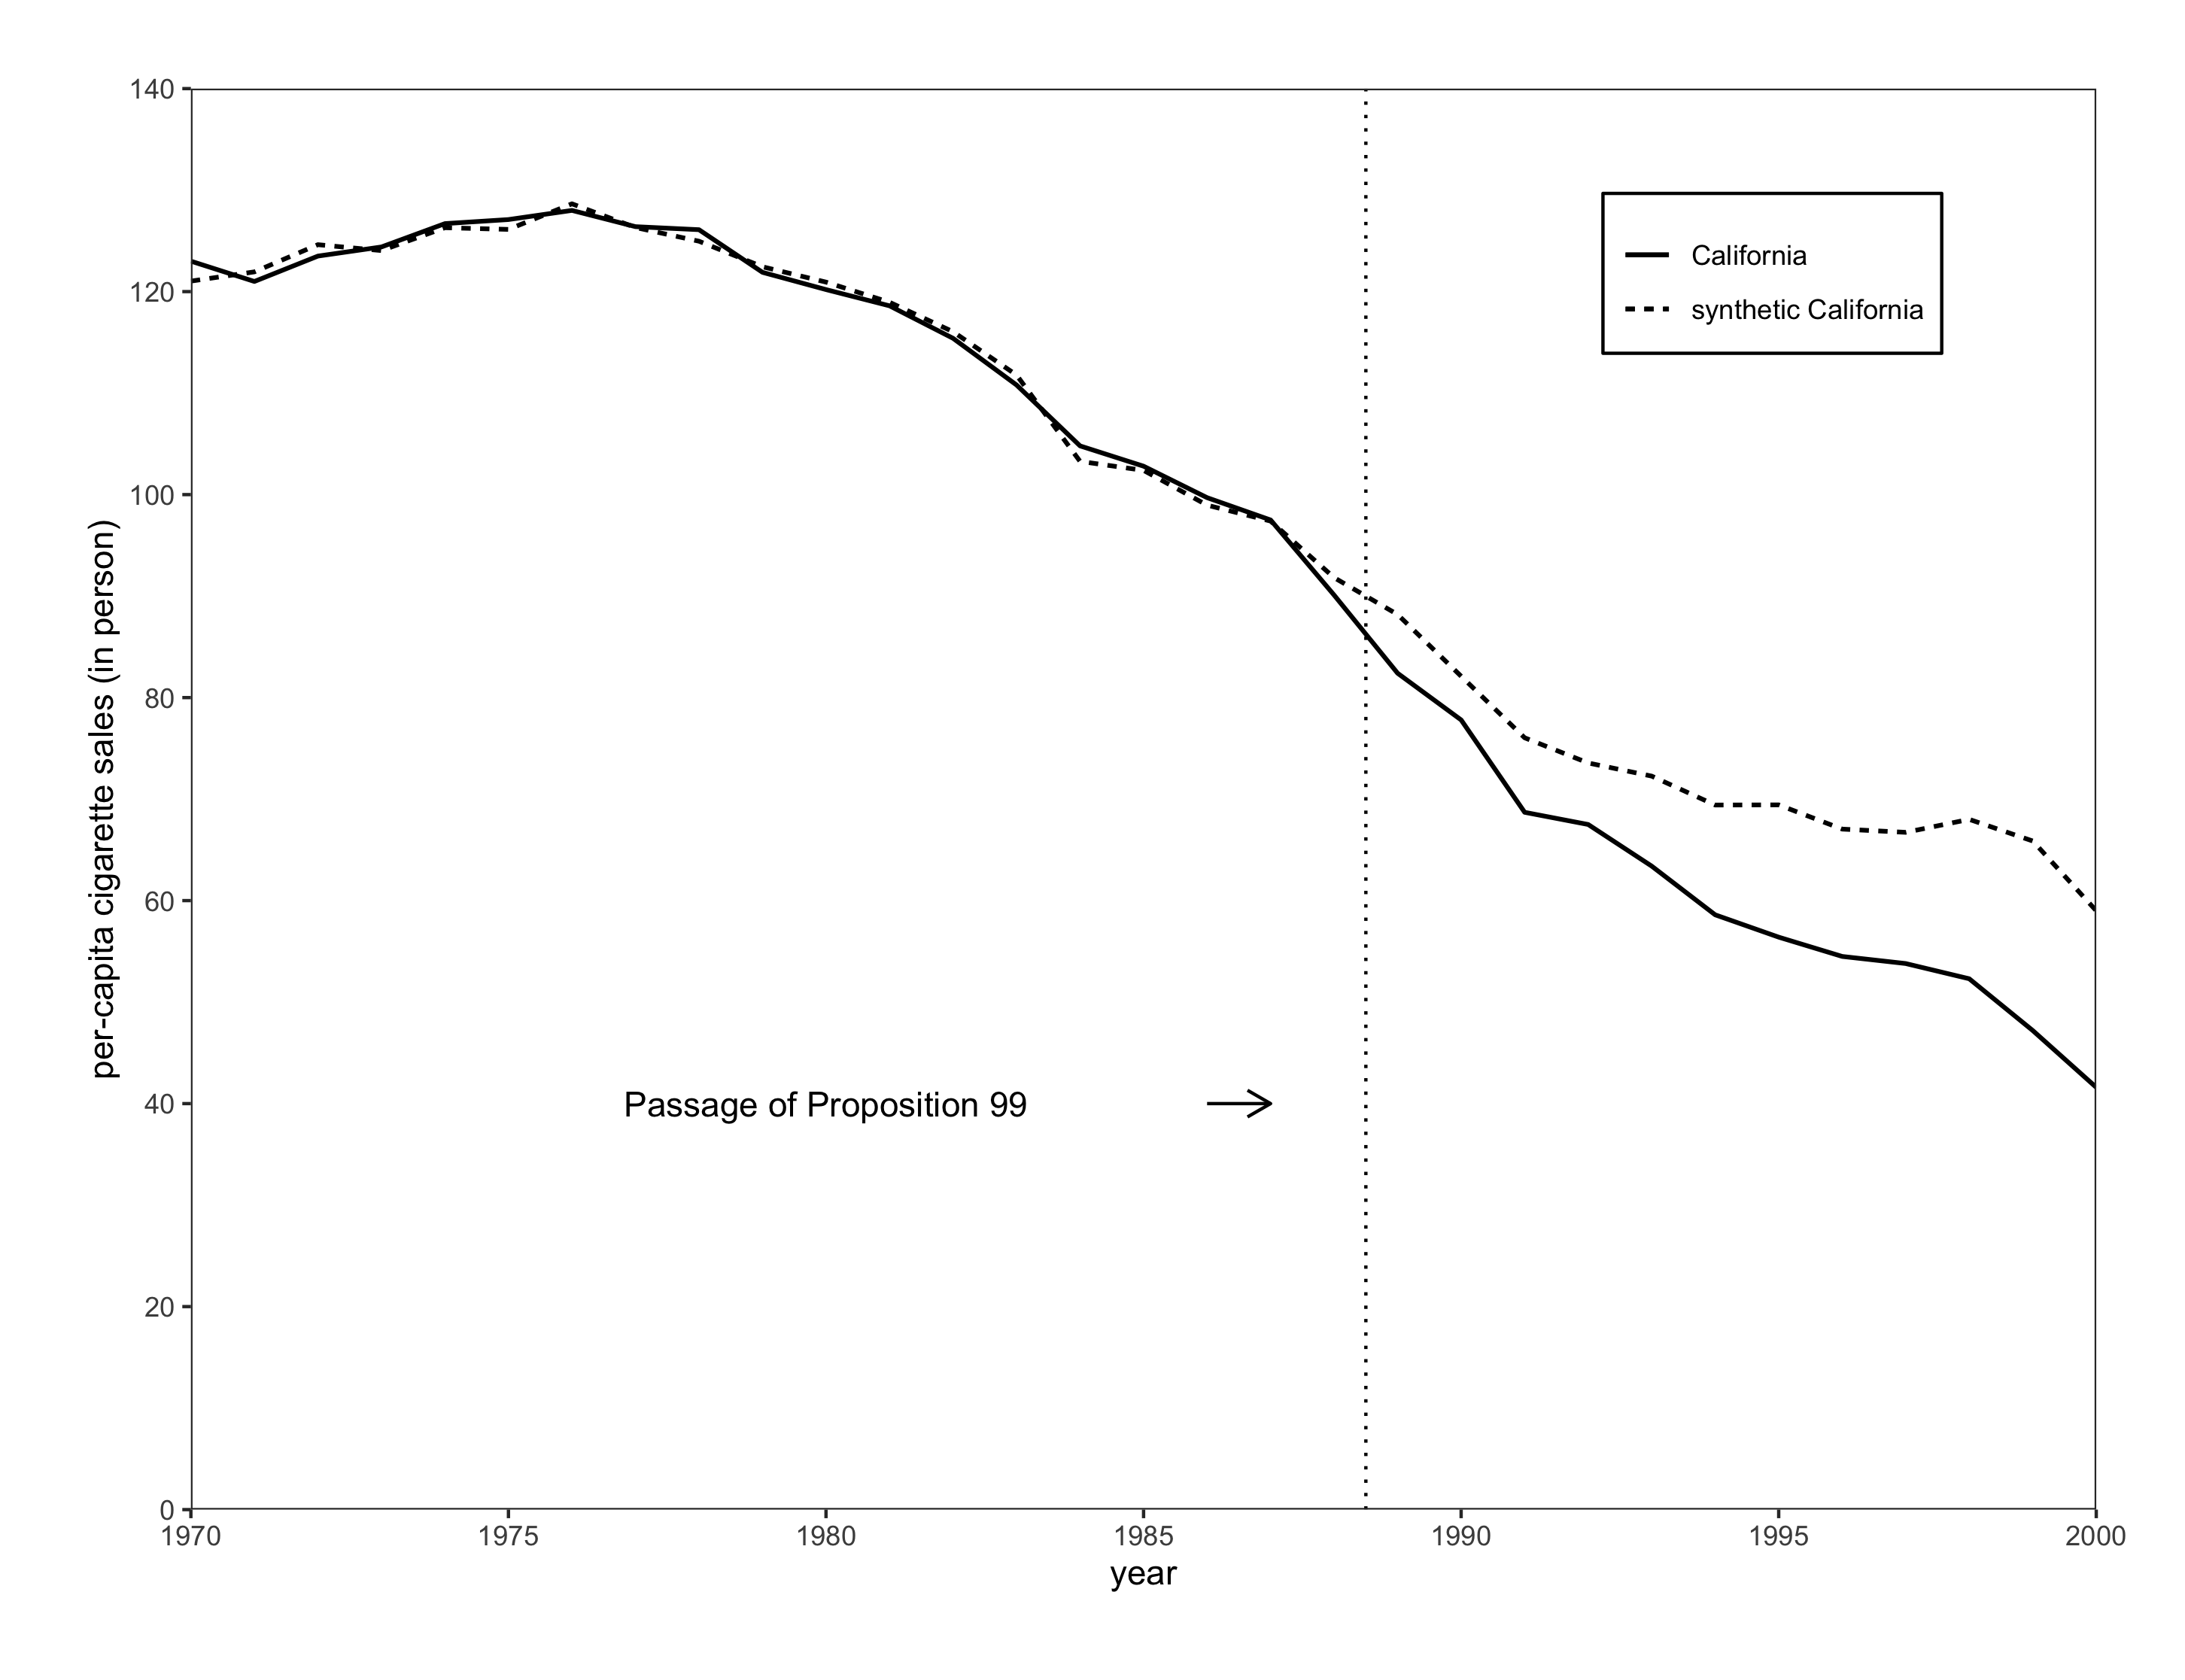 140
120
100
80
60
40
20
0
per-capita cigarette sales (in person)
California
synthetic California
Passage of Proposition 99
1970 1975 1980 1985 1990 1995 2000
year